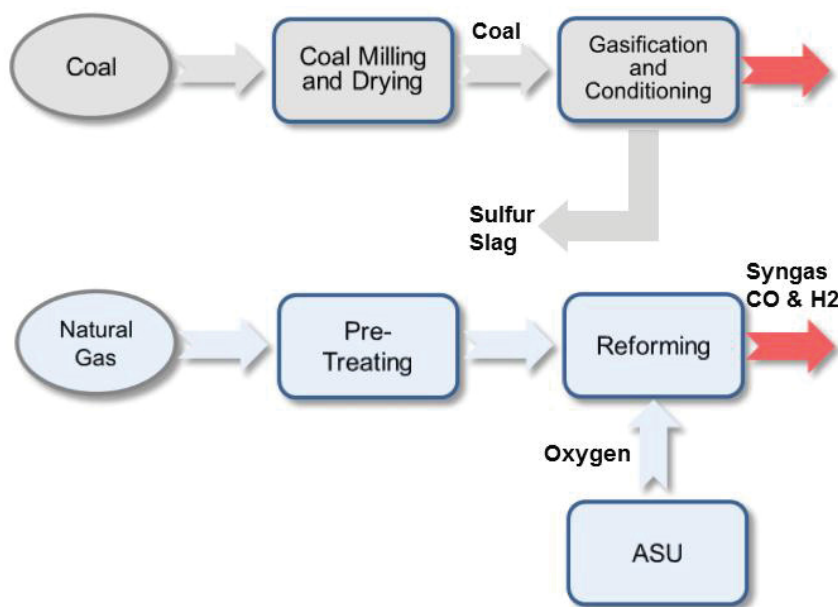 Coal
Coal Milling
and Drying
Coal
Gasification
and
Conditioning
Sulfur
Slag
Syngas
CO & H2
Natural
Gas
Pre-
Treating
Reforming
Oxygen
ASU